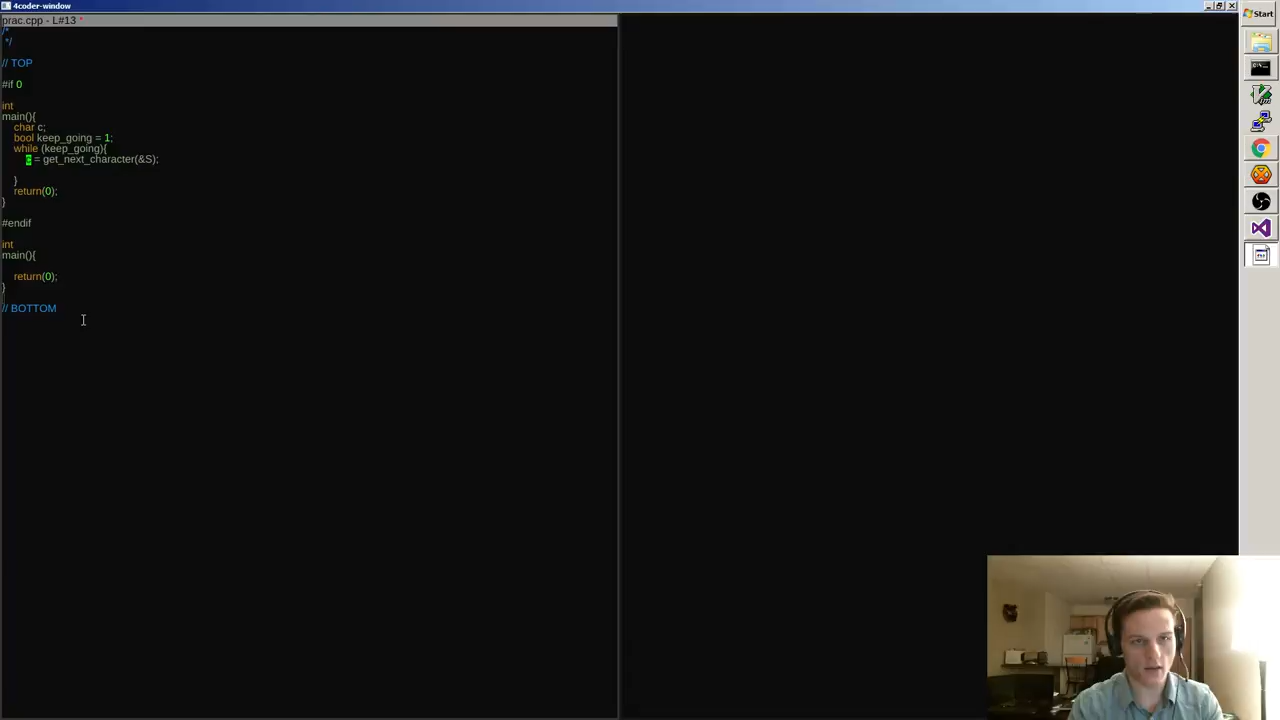 4coder-window
prac.cpp - L#13 *
/*
*/
// TOP
#if 0
int
main(){
char c;
bool keep_going = 1;
while (keep_going){
c = get_next_character(&S);
}
return(0);
}
#endif
int
main(){
return(0);
}
// BOTTOM
Start